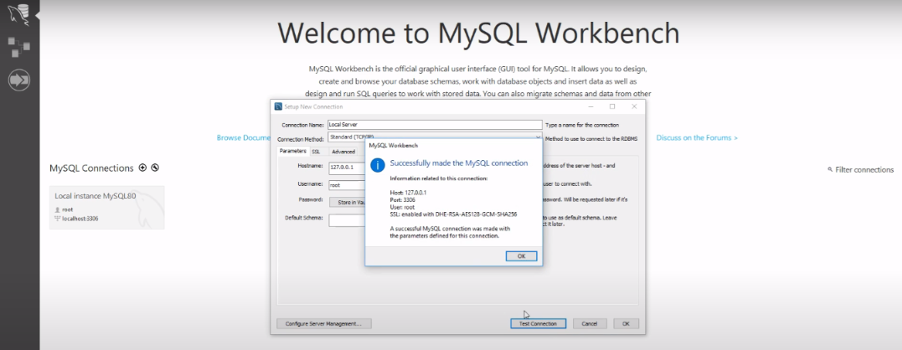 Welcome to MySQL Workbench
MySQL Workbench is the official graphical user interface (GUI) tool for MySQL. It allows you to design,
create and browse your database schemas, work with database objects and insert data as well as
design and run SQL queries to work with stored data. You can also migrate schemas and data from other
Browse Docume
Discuss on the Forums >
MySQL Connections
Filter connections
Local instance MySQL80
root
localhost:3306
Setup New Connection
Connection Name: Local Server Type a name for the connection
Connection Method: Standard (TCP/IP) Method to use to connect to the RDBMS
Parameters SSL Advanced
Hostname: 127.0.0.1 address of the server host - and
Username: root user to connect with.
Password: Store in Vau assword. Will be requested later if it's
Default Schema: to use as default schema. Leave
it later.
MySQL Workbench
Successfully made the MySQL connection
Information related to this connection:
Host: 127.0.0.1
Port: 3306
User: root
SSL: enabled with DHE-RSA-AES128-GCM-SHA256
A successful MySQL connection was made with
the parameters defined for this connection.
OK
Configure Server Management...
Test Connection
Cancel
OK